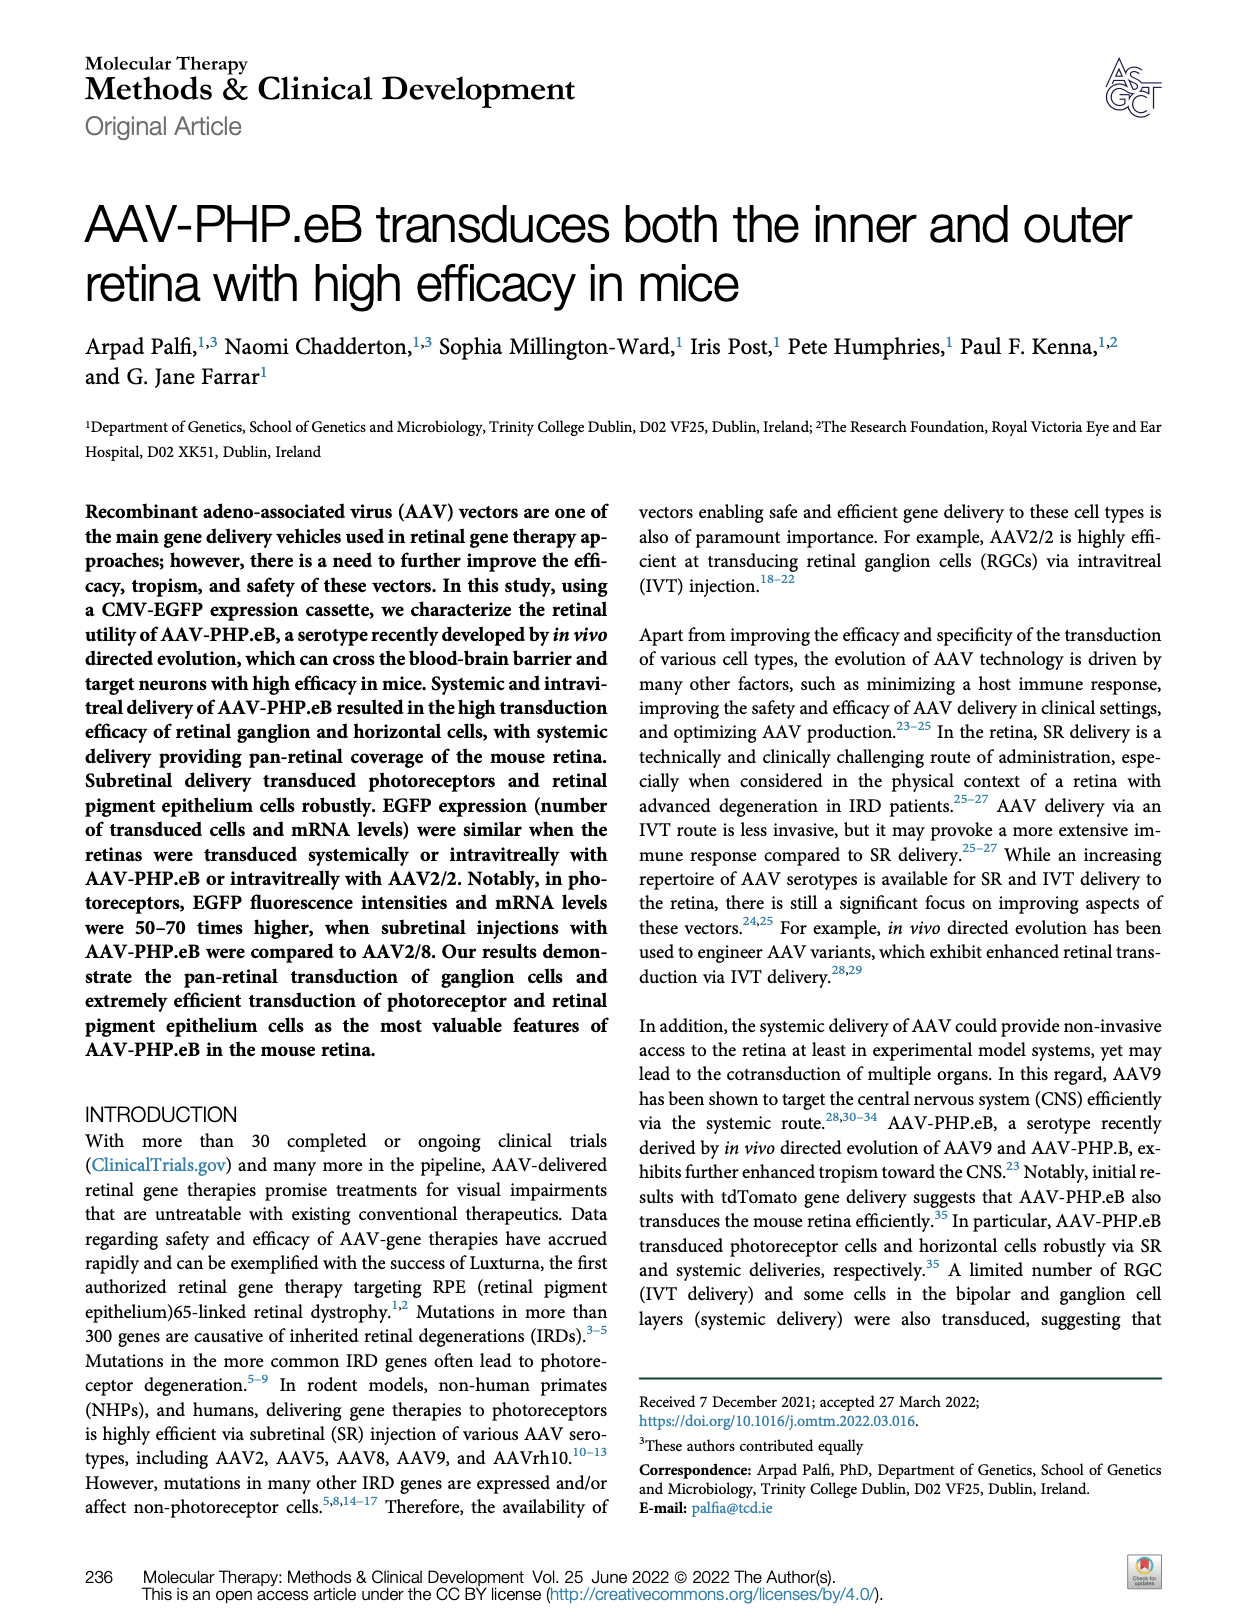 Molecular Therapy
Methods & Clinical Development
Original Article
ASGCT
AAV-PHP.eB transduces both the inner and outer
retina with high efficacy in mice
Arpad Palfi,1,3 Naomi Chadderton,1,3 Sophia Millington-Ward,1 Iris Post,1 Pete Humphries,1 Paul F. Kenna,1,2
and G. Jane Farrar1
1Department of Genetics, School of Genetics and Microbiology, Trinity College Dublin, D02 VF25, Dublin, Ireland; 2The Research Foundation, Royal Victoria Eye and Ear
Hospital, D02 XK51, Dublin, Ireland
Recombinant adeno-associated virus (AAV) vectors are one of
the main gene delivery vehicles used in retinal gene therapy ap-
proaches; however, there is a need to further improve the effi-
cacy, tropism, and safety of these vectors. In this study, using
a CMV-EGFP expression cassette, we characterize the retinal
utility of AAV-PHP.eB, a serotype recently developed by in vivo
directed evolution, which can cross the blood-brain barrier and
target neurons with high efficacy in mice. Systemic and intravi-
treal delivery of AAV-PHP.eB resulted in the high transduction
efficacy of retinal ganglion and horizontal cells, with systemic
delivery providing pan-retinal coverage of the mouse retina.
Subretinal delivery transduced photoreceptors and retinal
pigment epithelium cells robustly. EGFP expression (number
of transduced cells and mRNA levels) were similar when the
retinas were transduced systemically or intravitreally with
AAV-PHP.eB or intravitreally with AAV2/2. Notably, in pho-
toreceptors, EGFP fluorescence intensities and mRNA levels
were 50–70 times higher, when subretinal injections with
AAV-PHP.eB were compared to AAV2/8. Our results demon-
strate the pan-retinal transduction of ganglion cells and
extremely efficient transduction of photoreceptor and retinal
pigment epithelium cells as the most valuable features of
AAV-PHP.eB in the mouse retina.
INTRODUCTION
With more than 30 completed or ongoing clinical trials
(ClinicalTrials.gov) and many more in the pipeline, AAV-delivered
retinal gene therapies promise treatments for visual impairments
that are untreatable with existing conventional therapeutics. Data
regarding safety and efficacy of AAV-gene therapies have accrued
rapidly and can be exemplified with the success of Luxturna, the first
authorized retinal gene therapy targeting RPE (retinal pigment
epithelium)65-linked retinal dystrophy.1,2 Mutations in more than
300 genes are causative of inherited retinal degenerations (IRDs).3–5
Mutations in the more common IRD genes often lead to photore-
ceptor degeneration.5–9 In rodent models, non-human primates
(NHPs), and humans, delivering gene therapies to photoreceptors
is highly efficient via subretinal (SR) injection of various AAV sero-
types, including AAV2, AAV5, AAV8, AAV9, and AAVrh10.10–13
However, mutations in many other IRD genes are expressed and/or
affect non-photoreceptor cells.5,8,14–17 Therefore, the availability of
vectors enabling safe and efficient gene delivery to these cell types is
also of paramount importance. For example, AAV2/2 is highly effi-
cient at transducing retinal ganglion cells (RGCs) via intravitreal
(IVT) injection.18–22
Apart from improving the efficacy and specificity of the transduction
of various cell types, the evolution of AAV technology is driven by
many other factors, such as minimizing a host immune response,
improving the safety and efficacy of AAV delivery in clinical settings,
and optimizing AAV production.23–25 In the retina, SR delivery is a
technically and clinically challenging route of administration, espe-
cially when considered in the physical context of a retina with
advanced degeneration in IRD patients.25–27 AAV delivery via an
IVT route is less invasive, but it may provoke a more extensive im-
mune response compared to SR delivery.25–27 While an increasing
repertoire of AAV serotypes is available for SR and IVT delivery to
the retina, there is still a significant focus on improving aspects of
these vectors.24,25 For example, in vivo directed evolution has been
used to engineer AAV variants, which exhibit enhanced retinal trans-
duction via IVT delivery.28,29
In addition, the systemic delivery of AAV could provide non-invasive
access to the retina at least in experimental model systems, yet may
lead to the cotransduction of multiple organs. In this regard, AAV9
has been shown to target the central nervous system (CNS) efficiently
via the systemic route.28,30–34 AAV-PHP.eB, a serotype recently
derived by in vivo directed evolution of AAV9 and AAV-PHP.B, ex-
hibits further enhanced tropism toward the CNS.23 Notably, initial re-
sults with tdTomato gene delivery suggests that AAV-PHP.eB also
transduces the mouse retina efficiently.35 In particular, AAV-PHP.eB
transduced photoreceptor cells and horizontal cells robustly via SR
and systemic deliveries, respectively.35 A limited number of RGC
(IVT delivery) and some cells in the bipolar and ganglion cell
layers (systemic delivery) were also transduced, suggesting that
Received 7 December 2021; accepted 27 March 2022;
https://doi.org/10.1016/j.omtm.2022.03.016.
3These authors contributed equally
Correspondence: Arpad Palfi, PhD, Department of Genetics, School of Genetics
and Microbiology, Trinity College Dublin, D02 VF25, Dublin, Ireland.
E-mail: palfia@tcd.ie
236 Molecular Therapy: Methods & Clinical Development Vol. 25 June 2022 © 2022 The Author(s).
This is an open access article under the CC BY license (http://creativecommons.org/licenses/by/4.0/).
Check for
updates